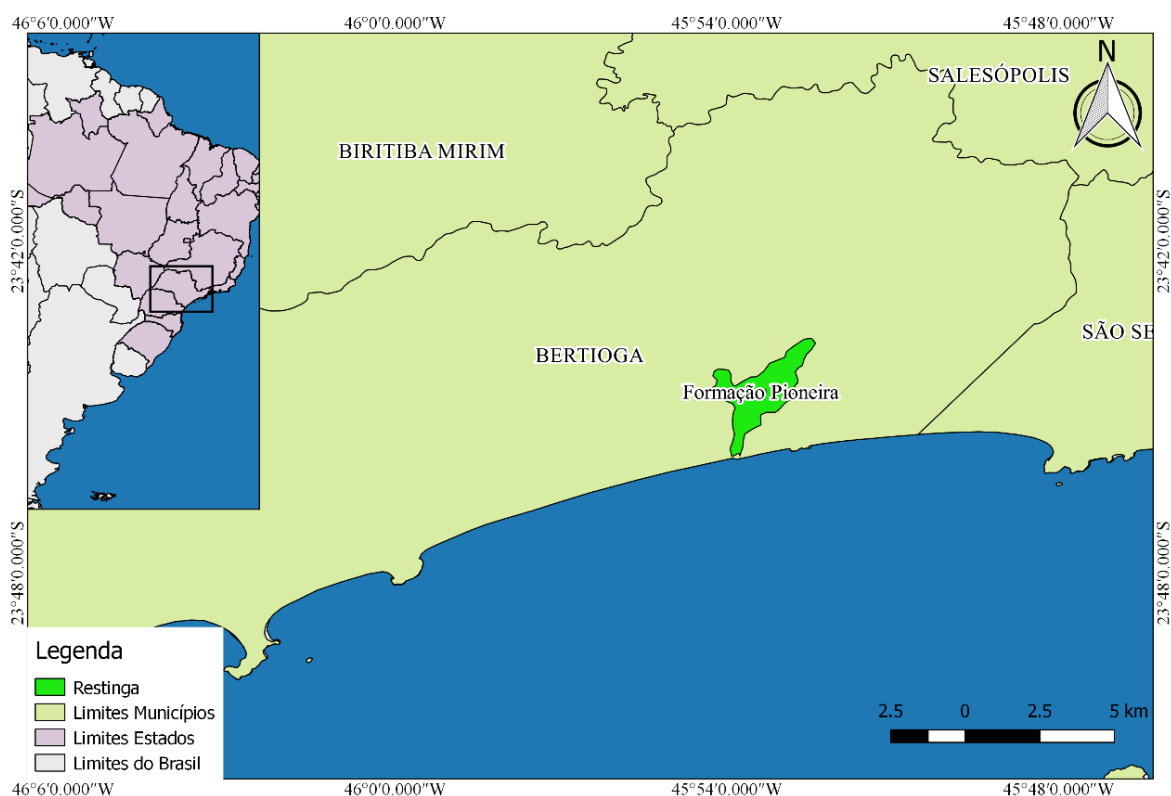 46°6'0.000"W 46°0'0.000"W 45°54'0.000"W 45°48'0.000"W
N
SALESÓPOLIS
BIRITIBA MIRIM
23°42'0.000"S 23°42'0.000"S
SÃO SE
BERTIOGA
Formação Pioneira
23°48'0.000"S 23°48'0.000"S
Legenda
Restinga
Limites Municípios
Limites Estados
Limites do Brasil
2.5 0 2.5 5 km
46°6'0.000"W 46°0'0.000"W 45°54'0.000"W 45°48'0.000"W